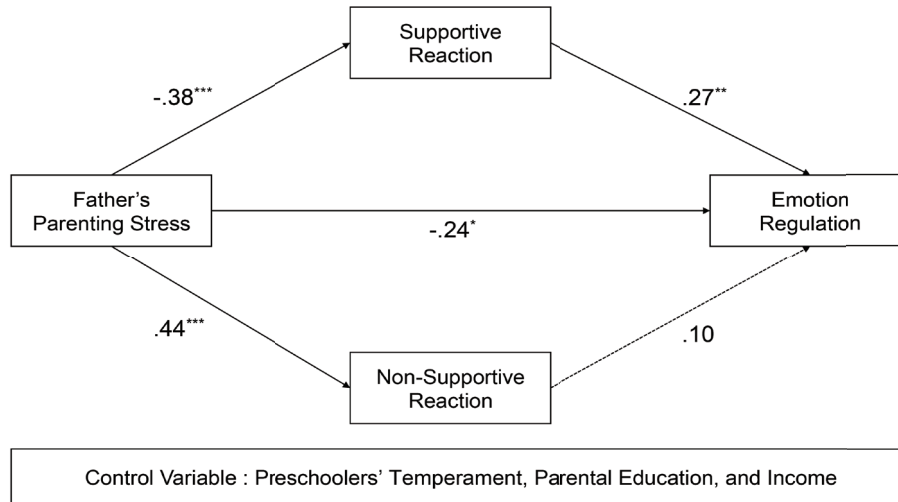 Supportive
Reaction
-.38***
.27**
Father's
Parenting Stress
Emotion
Regulation
-.24*
.44***
.10
Non-Supportive
Reaction
Control Variable : Preschoolers' Temperament, Parental Education, and Income